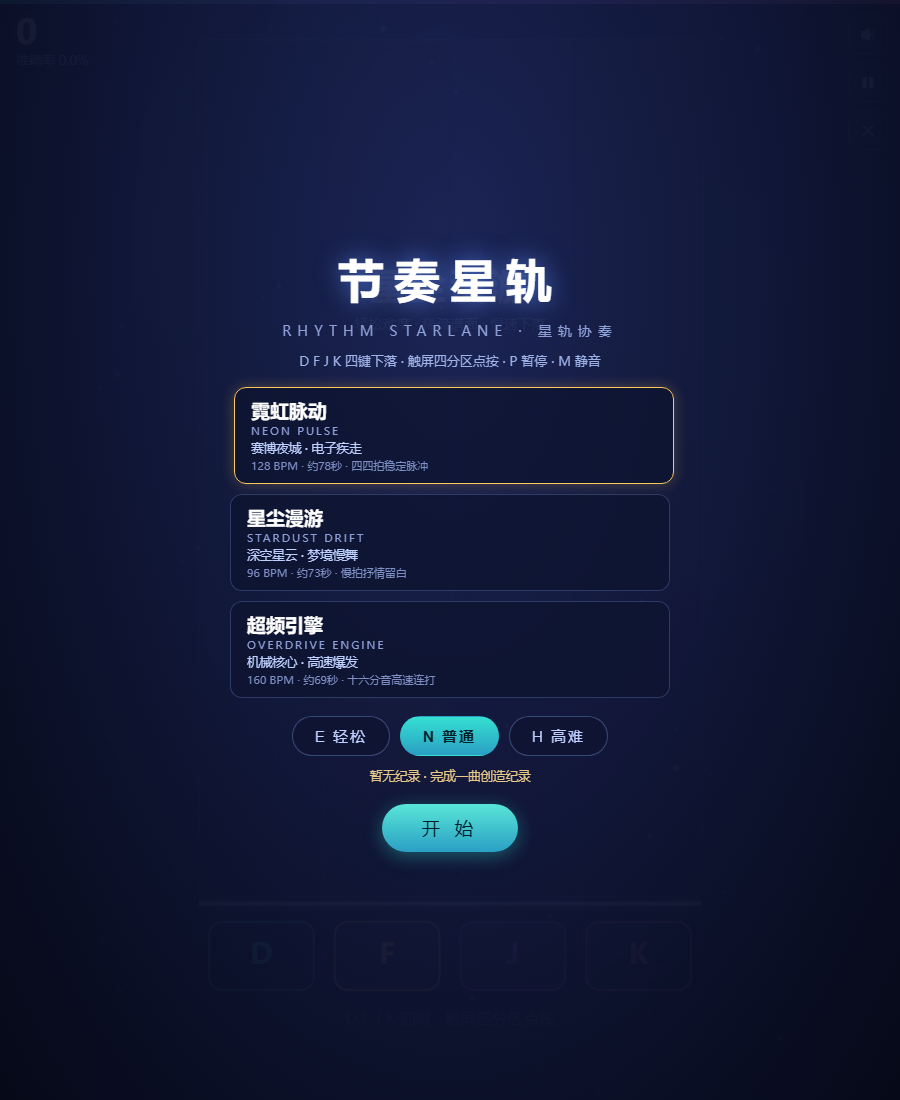 0
准确率 0.0%
节奏星轨
RHYTHM STARLANE · 星轨协奏
D F J K 四键下落 · 触屏四分区点按 · P 暂停 · M 静音
霓虹脉动
NEON PULSE
赛博夜城 · 电子疾走
128 BPM · 约78秒 · 四四拍稳定脉冲
星尘漫游
STARDUST DRIFT
深空星云 · 梦境慢舞
96 BPM · 约73秒 · 慢拍抒情留白
超频引擎
OVERDRIVE ENGINE
机械核心 · 高速爆发
160 BPM · 约69秒 · 十六分音高速连打
E 轻松 N 普通 H 高难
暂无纪录 · 完成一曲创造纪录
开 始
D F J K